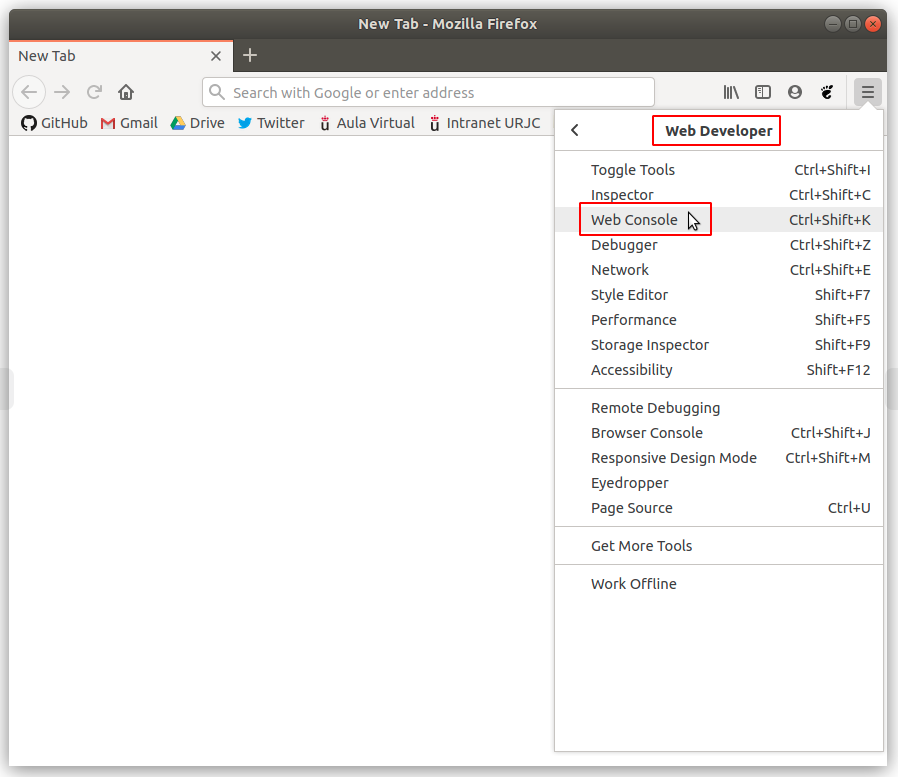 New Tab - Mozilla Firefox
New Tab
Search with Google or enter address
GitHub Gmail Drive Twitter Aula Virtual Intranet URJC
Web Developer
Toggle Tools Ctrl+Shift+I
Inspector Ctrl+Shift+C
Web Console Ctrl+Shift+K
Debugger Ctrl+Shift+Z
Network Ctrl+Shift+E
Style Editor Shift+F7
Performance Shift+F5
Storage Inspector Shift+F9
Accessibility Shift+F12
Remote Debugging
Browser Console Ctrl+Shift+J
Responsive Design Mode Ctrl+Shift+M
Eyedropper
Page Source Ctrl+U
Get More Tools
Work Offline